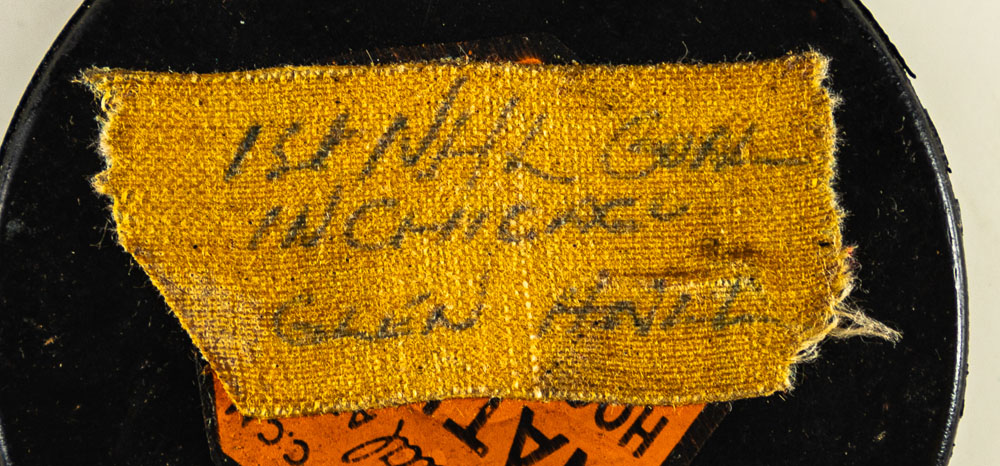 1st NHL GOAL
IN CHICAGO
GLEN HALL